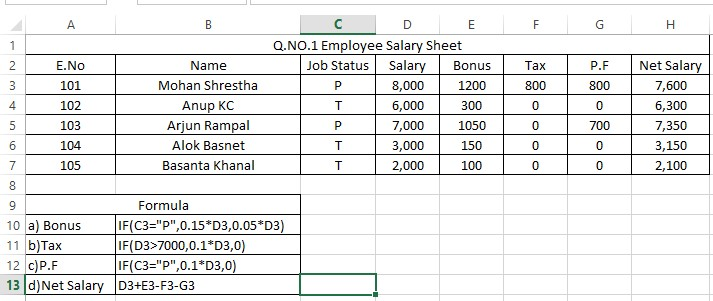 A B C D E F G H
1 Q.NO.1 Employee Salary Sheet
2 E.No Name Job Status Salary Bonus Tax P.F Net Salary
3 101 Mohan Shrestha P 8,000 1200 800 800 7,600
4 102 Anup KC T 6,000 300 0 0 6,300
5 103 Arjun Rampal P 7,000 1050 0 700 7,350
6 104 Alok Basnet T 3,000 150 0 0 3,150
7 105 Basanta Khanal T 2,000 100 0 0 2,100
8
9 Formula
10 a) Bonus IF(C3="P",0.15*D3,0.05*D3)
11 b)Tax IF(D3>7000,0.1*D3,0)
12 c)P.F IF(C3="P",0.1*D3,0)
13 d)Net Salary D3+E3-F3-G3